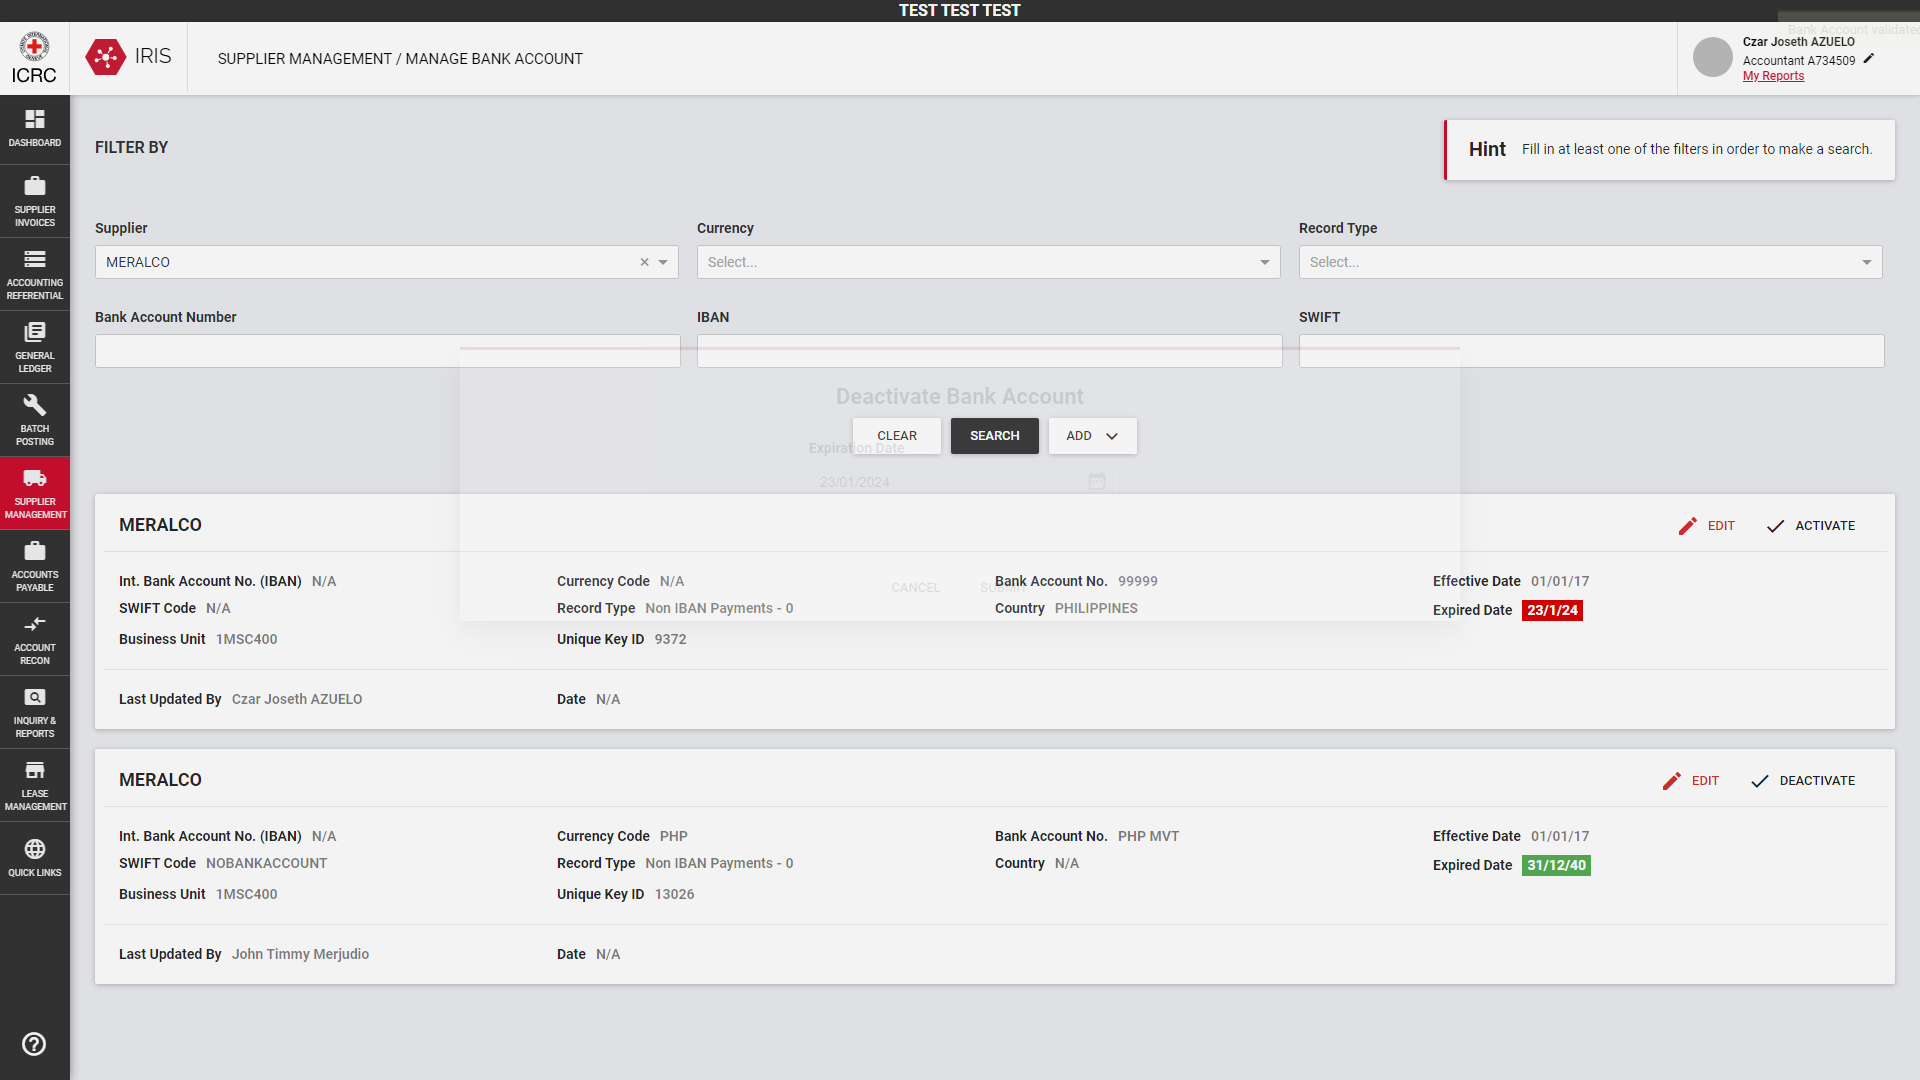 TEST TEST TEST
ICRC
IRIS
SUPPLIER MANAGEMENT / MANAGE BANK ACCOUNT
Bank Account validated
Czar Joseth AZUELO
Accountant A734509
My Reports
DASHBOARD
SUPPLIER
INVOICES
ACCOUNTING
REFERENTIAL
GENERAL
LEDGER
BATCH
POSTING
SUPPLIER
MANAGEMENT
ACCOUNTS
PAYABLE
ACCOUNT
RECON
INQUIRY &
REPORTS
LEASE
MANAGEMENT
QUICK LINKS
FILTER BY
Hint Fill in at least one of the filters in order to make a search.
Supplier Currency Record Type
MERALCO Select... Select...
Bank Account Number IBAN SWIFT
Deactivate Bank Account
CLEAR SEARCH ADD
Expiration Date
23/01/2024
CANCEL SUBMIT
MERALCO EDIT ACTIVATE
Int. Bank Account No. (IBAN) N/A Currency Code N/A Bank Account No. 99999 Effective Date 01/01/17
SWIFT Code N/A Record Type Non IBAN Payments - 0 Country PHILIPPINES Expired Date 23/1/24
Business Unit 1MSC400 Unique Key ID 9372
Last Updated By Czar Joseth AZUELO Date N/A
MERALCO EDIT DEACTIVATE
Int. Bank Account No. (IBAN) N/A Currency Code PHP Bank Account No. PHP MVT Effective Date 01/01/17
SWIFT Code NOBANKACCOUNT Record Type Non IBAN Payments - 0 Country N/A Expired Date 31/12/40
Business Unit 1MSC400 Unique Key ID 13026
Last Updated By John Timmy Merjudio Date N/A